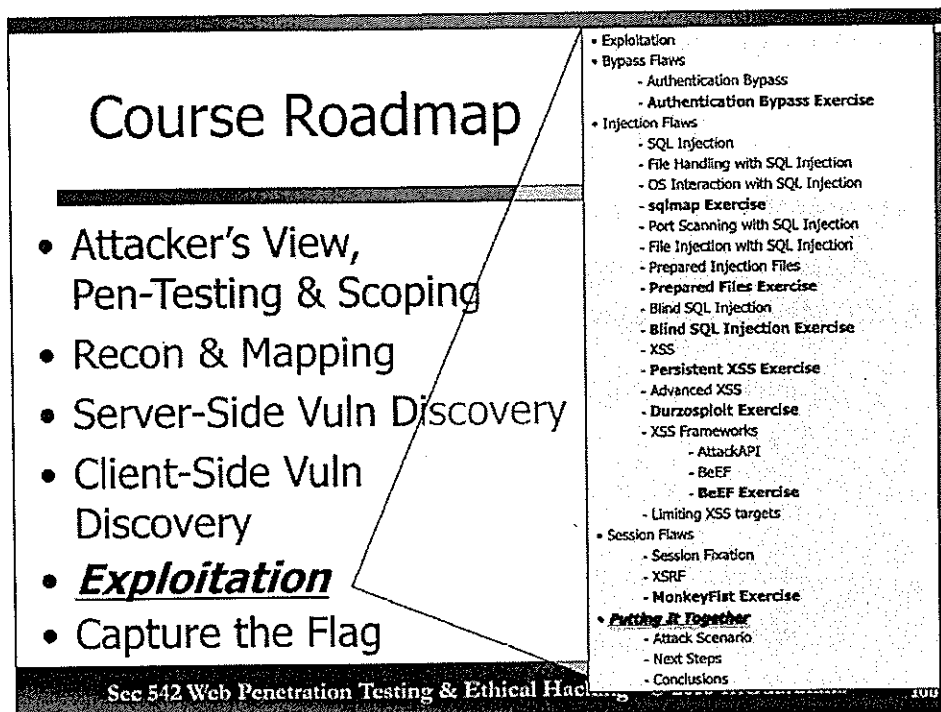 Course Roadmap
• Attacker's View,
Pen-Testing & Scoping
• Recon & Mapping
• Server-Side Vuln Discovery
• Client-Side Vuln
Discovery
• Exploitation
• Capture the Flag
• Exploitation
• Bypass Flaws
- Authentication Bypass
- Authentication Bypass Exercise
• Injection Flaws
- SQL Injection
- File Handling with SQL Injection
- OS Interaction with SQL Injection
- sqlmap Exercise
- Port Scanning with SQL Injection
- File Injection with SQL Injection
- Prepared Injection Files
- Prepared Files Exercise
- Blind SQL Injection
- Blind SQL Injection Exercise
- XSS
- Persistent XSS Exercise
- Advanced XSS
- Durzosploit Exercise
- XSS Frameworks
- AttackAPI
- BeEF
- BeEF Exercise
- Limiting XSS targets
• Session Flaws
- Session Fixation
- XSRF
- MonkeyFist Exercise
• Putting It Together
- Attack Scenario
- Next Steps
- Conclusions
Sec 542 Web Penetration Testing & Ethical